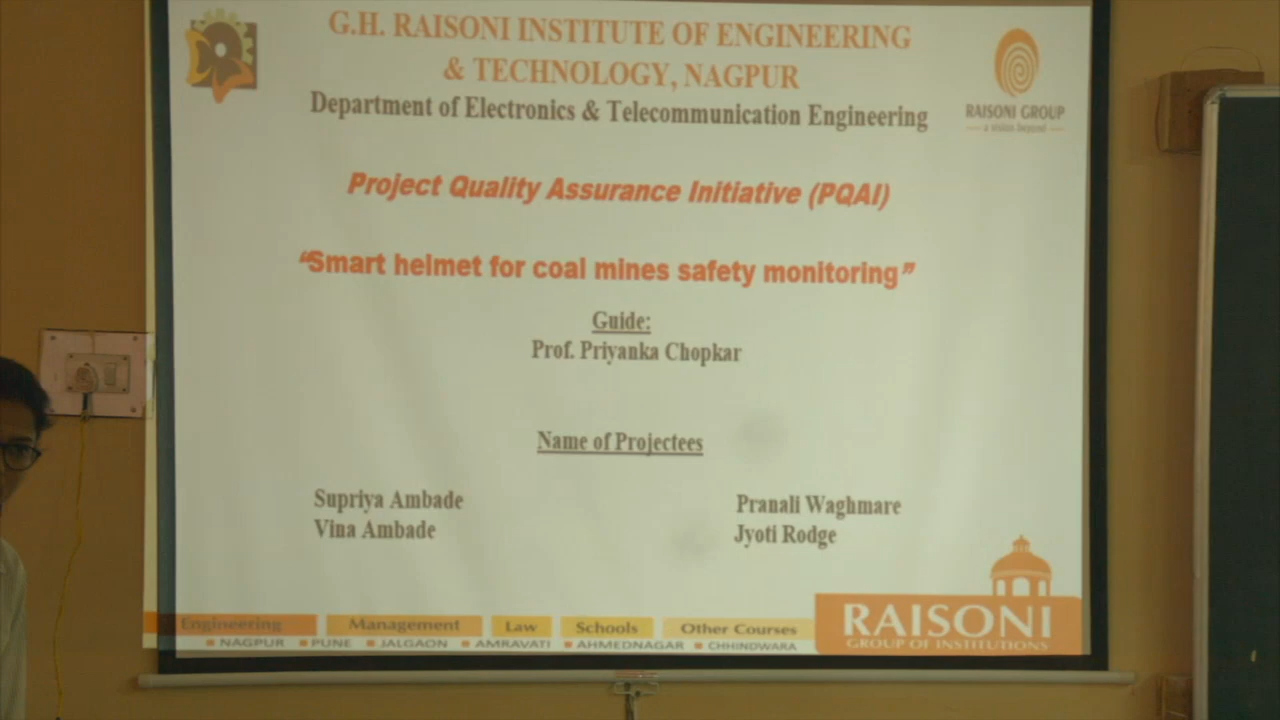 G.H. RAISONI INSTITUTE OF ENGINEERING
& TECHNOLOGY, NAGPUR
Department of Electronics & Telecommunication Engineering
RAISONI GROUP
a vision beyond
Project Quality Assurance Initiative (PQAI)
“Smart helmet for coal mines safety monitoring”
Guide:
Prof. Priyanka Chopkar
Name of Projectees
Supriya Ambade
Pranali Waghmare
Vina Ambade
Jyoti Rodge
Engineering Management Law Schools Other Courses
NAGPUR PUNE JALGAON AMRAVATI AHMEDNAGAR CHHINDWARA
RAISONI
GROUP OF INSTITUTIONS